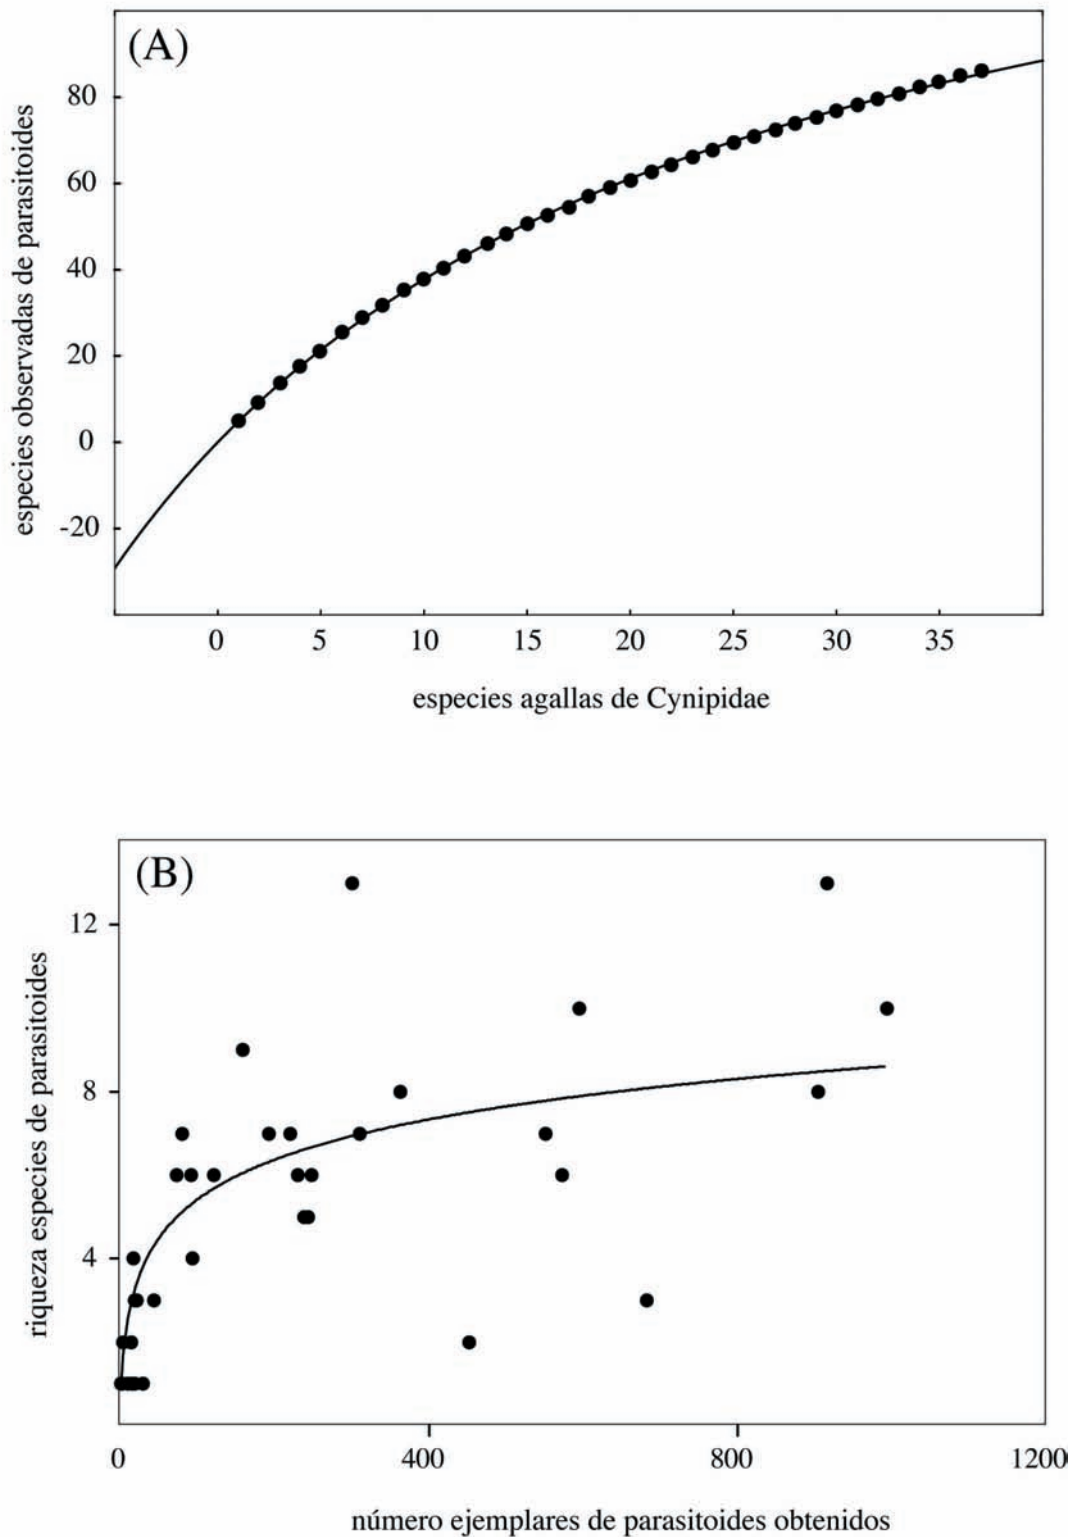 (A)
80
60
40
20
0
-20
especies observadas de parasitoides
0 5 10 15 20 25 30 35
especies agallas de Cynipidae
(B)
12
8
4
riqueza especies de parasitoides
0 400 800 1200
número ejemplares de parasitoides obtenidos